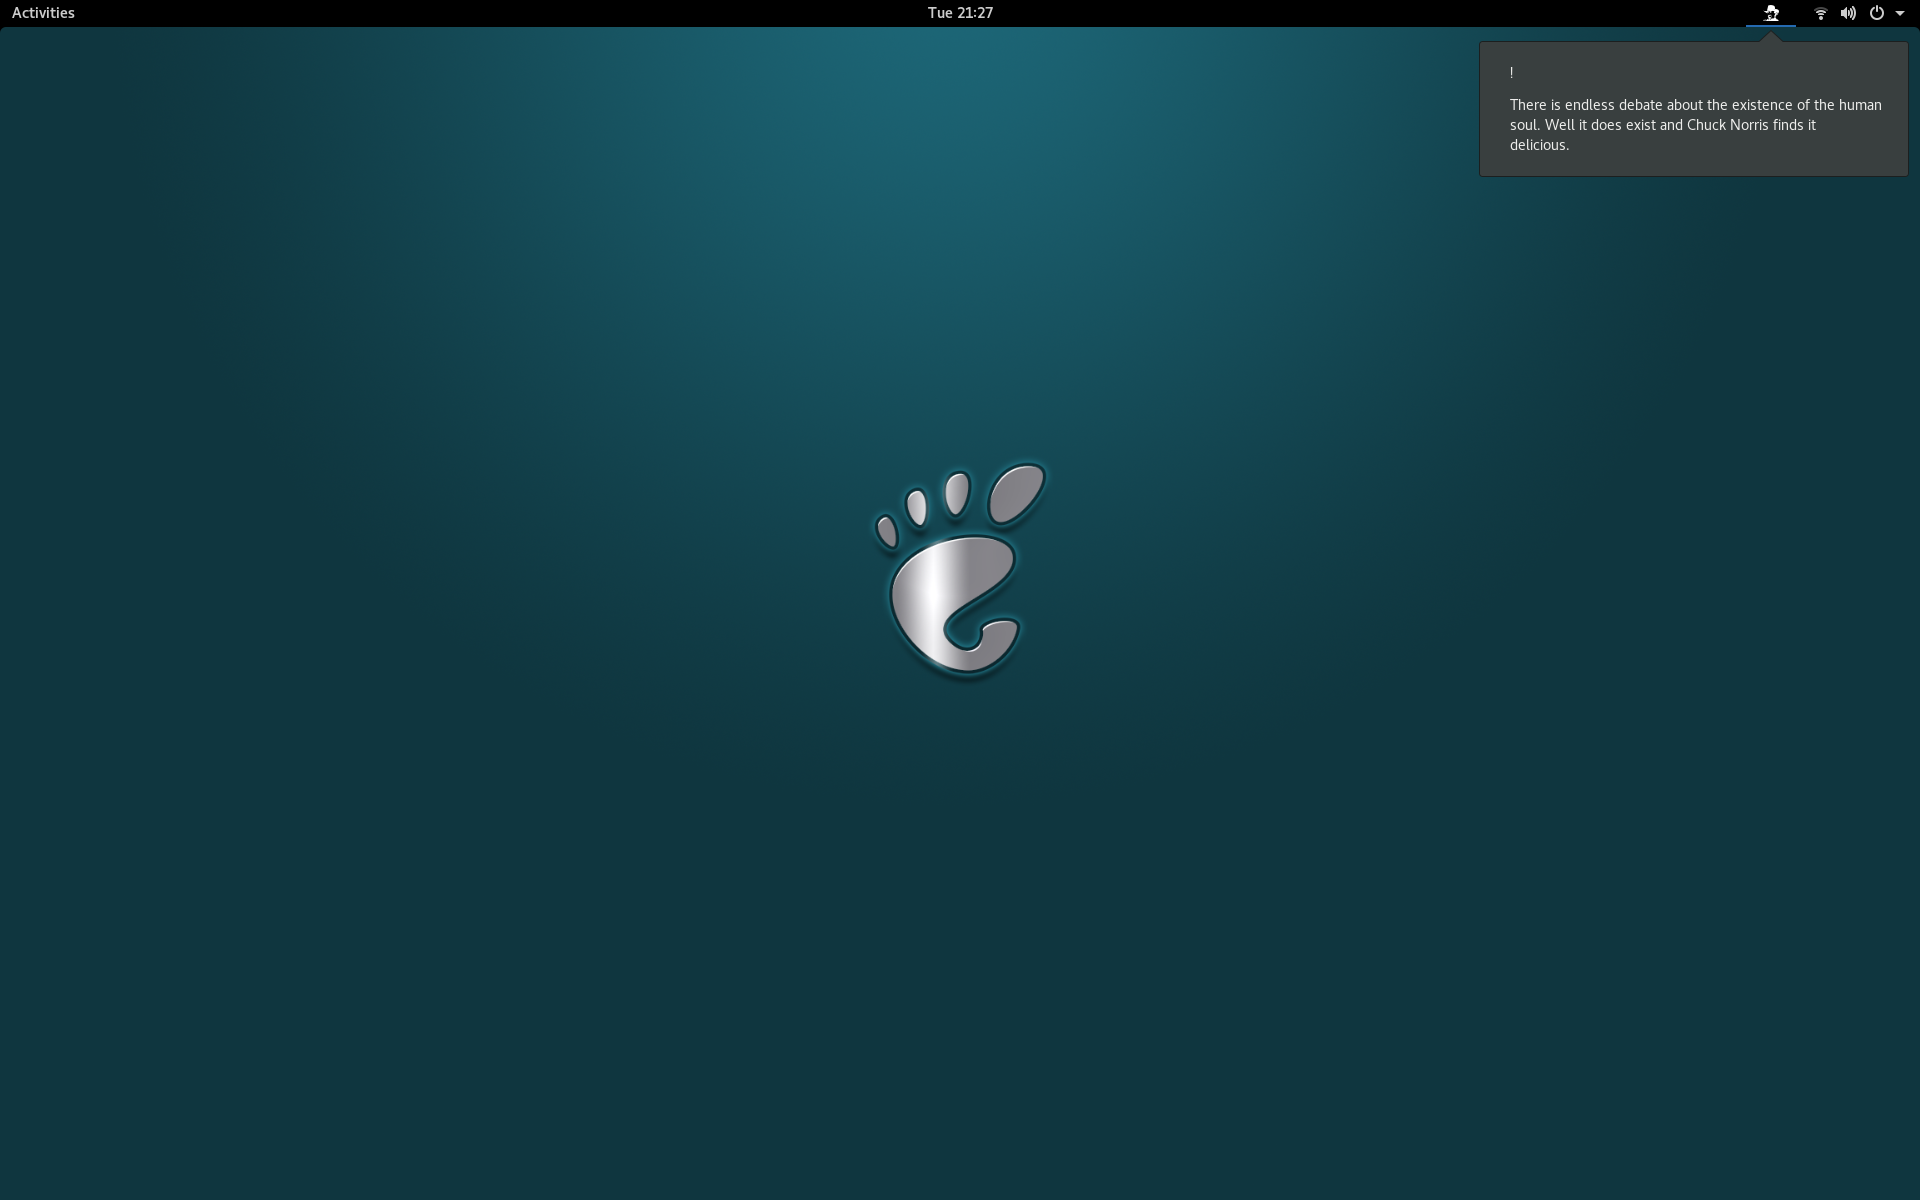 Activities
Tue 21:27
!
There is endless debate about the existence of the human
soul. Well it does exist and Chuck Norris finds it
delicious.